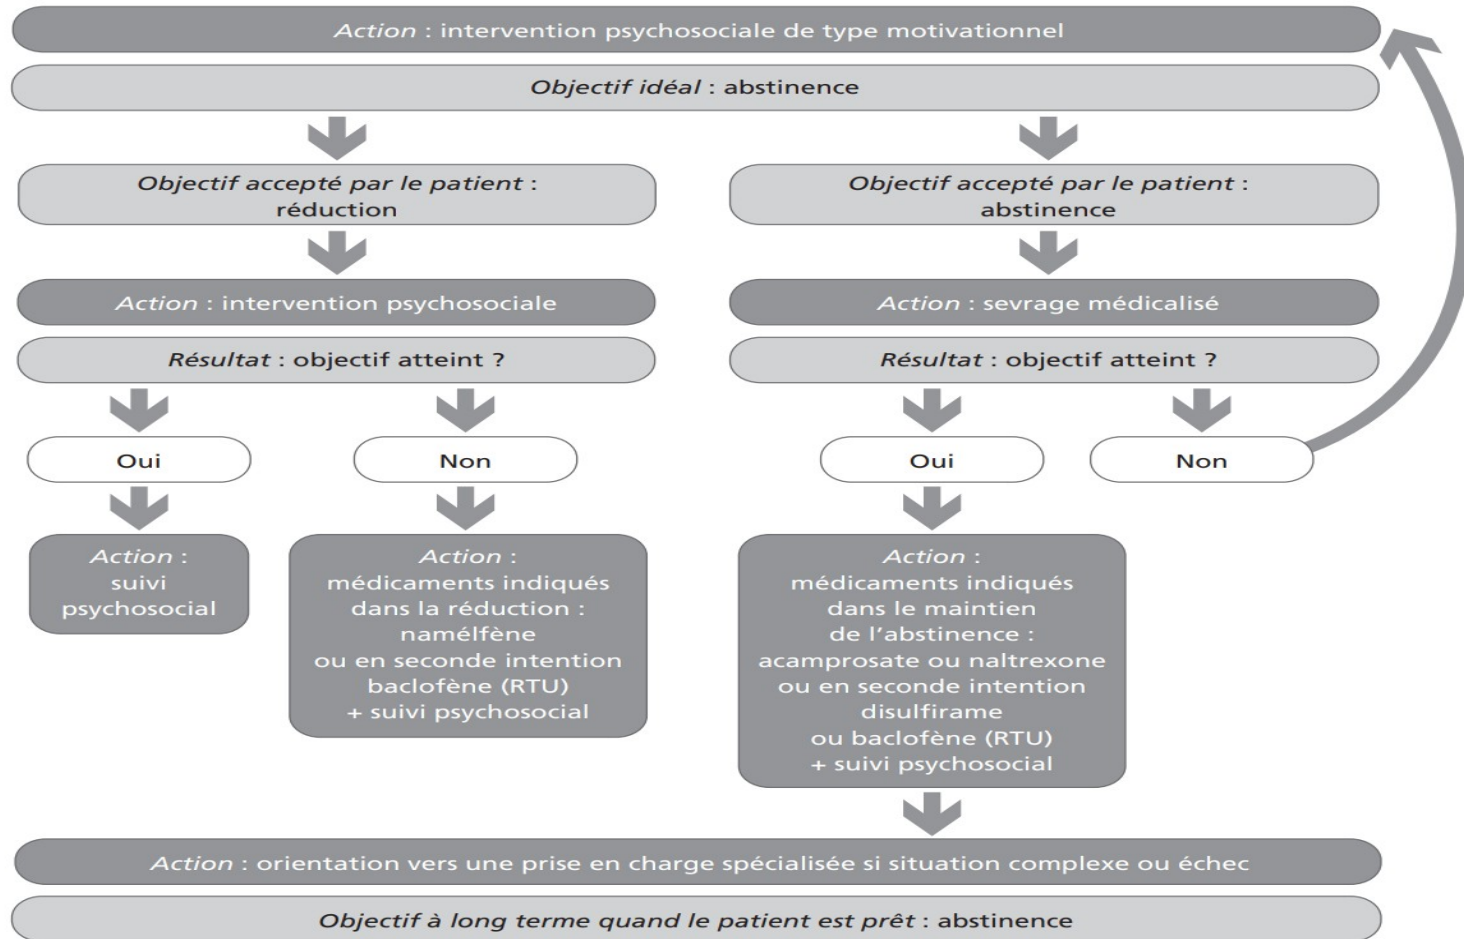 Action : intervention psychosociale de type motivationnel
Objectif idéal : abstinence
Objectif accepté par le patient :
réduction
Objectif accepté par le patient :
abstinence
Action : intervention psychosociale
Action : sevrage médicalisé
Résultat : objectif atteint ?
Résultat : objectif atteint ?
Oui
Non
Oui
Non
Action :
suivi
psychosocial
Action :
médicaments indiqués
dans la réduction :
namélfène
ou en seconde intention
baclofène (RTU)
+ suivi psychosocial
Action :
médicaments indiqués
dans le maintien
de l’abstinence :
acamprosate ou naltrexone
ou en seconde intention
disulfirame
ou baclofène (RTU)
+ suivi psychosocial
Action : orientation vers une prise en charge spécialisée si situation complexe ou échec
Objectif à long terme quand le patient est prêt : abstinence